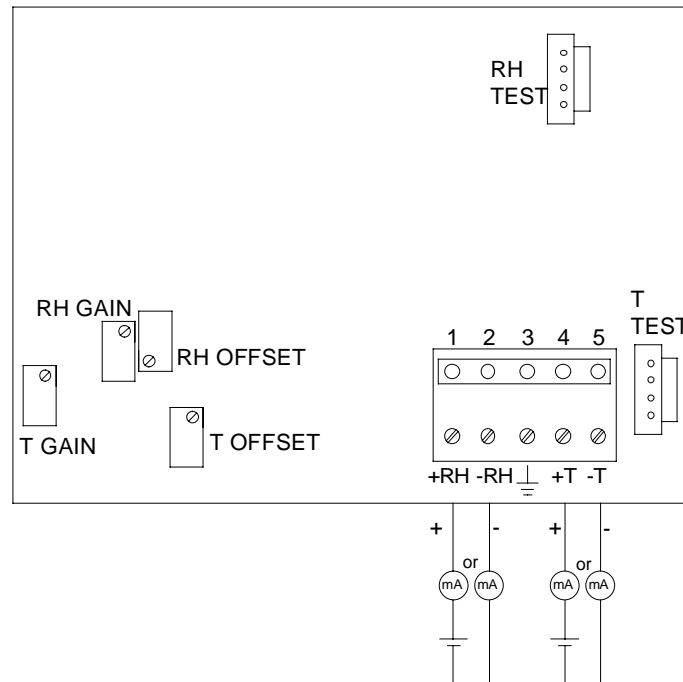 RH
TEST
RH GAIN
RH OFFSET
T GAIN
T OFFSET
T
TEST
1 2 3 4 5
+RH -RH +T -T
+ - + -
or or
mA mA mA mA